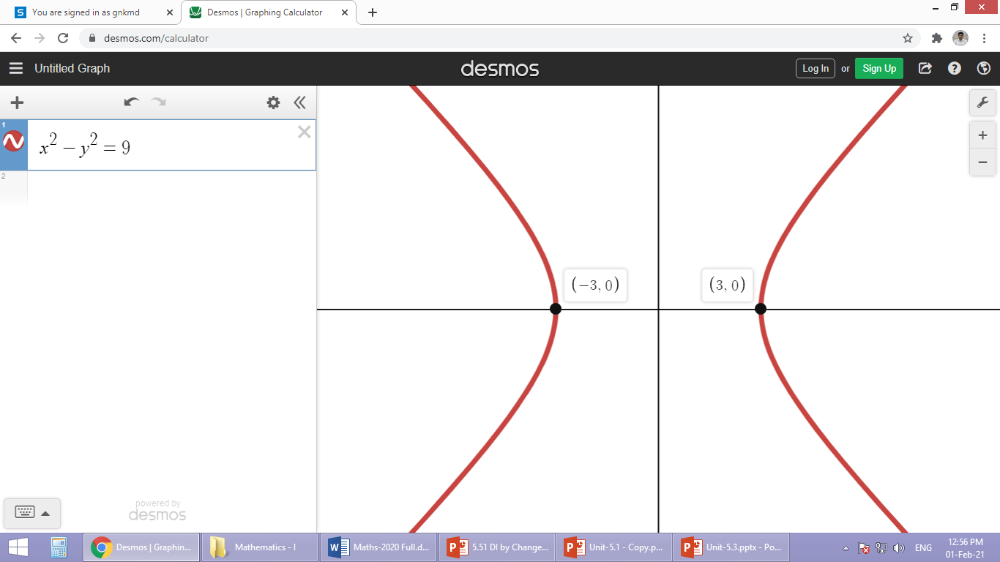 You are signed in as gnkmd
Desmos | Graphing Calculator
desmos.com/calculator
Untitled Graph
desmos
Log In or Sign Up
1
x² − y² = 9
2
(−3, 0)
(3, 0)
powered by
desmos
Desmos | Graphin...
Mathematics - I
Maths-2020 Full.d...
5.51 DI by Change...
Unit-5.1 - Copy.p...
Unit-5.3.pptx - Po...
ENG
12:56 PM
01-Feb-21